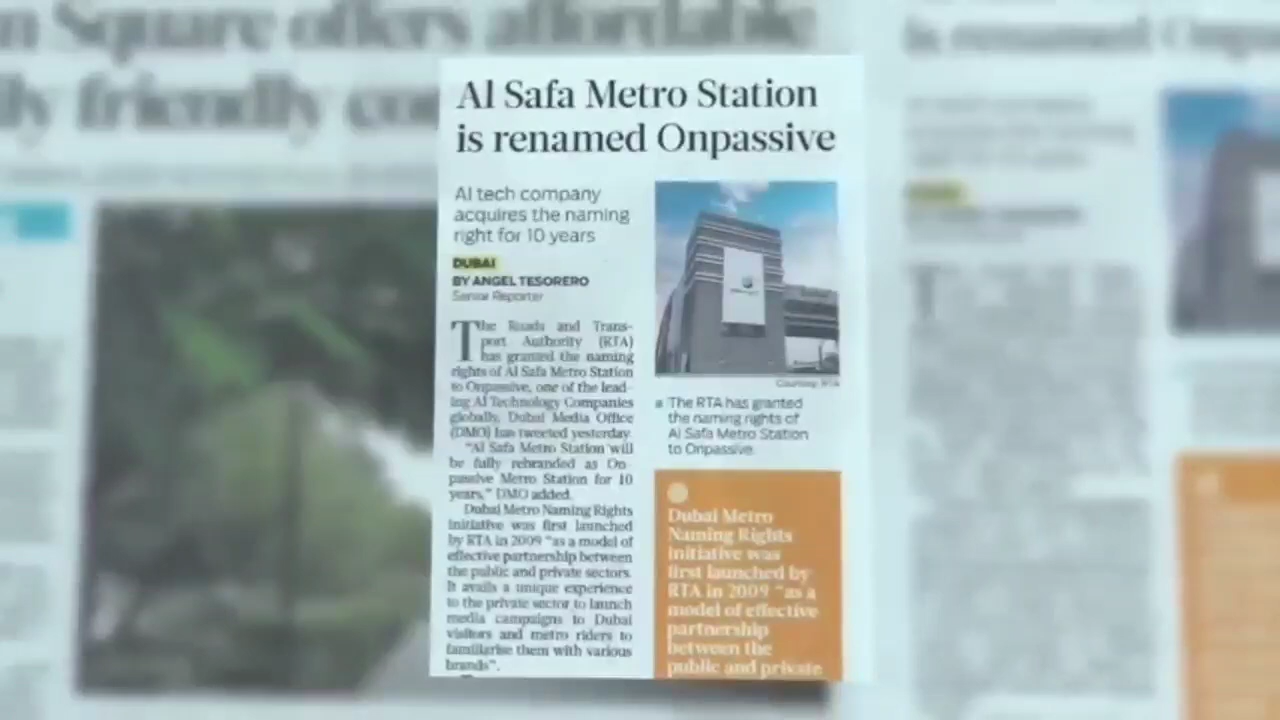 n Square offers affordable
lly friendly co
Al Safa Metro Station
is renamed Onpassive
AI tech company
acquires the naming
right for 10 years
DUBAI
BY ANGEL TESORERO
Senior Reporter
The Roads and Trans-
port Authority (RTA)
has granted the naming
rights of Al Safa Metro Station
to Onpassive, one of the lead-
ing AI Technology Companies
globally, Dubai Media Office
(DMO) has tweeted yesterday.
"Al Safa Metro Station will
be fully rebranded as On-
passive Metro Station for 10
years," DMO added.
Dubai Metro Naming Rights
initiative was first launched
by RTA in 2009 "as a model of
effective partnership between
the public and private sectors.
It avails a unique experience
to the private sector to launch
media campaigns to Dubai
visitors and metro riders to
familiarise them with various
brands".
Courtesy: RTA
The RTA has granted
the naming rights of
Al Safa Metro Station
to Onpassive.
Dubai Metro
Naming Rights
initiative was
first launched by
RTA in 2009 "as a
model of effective
partnership
between the
public and private
is renamed